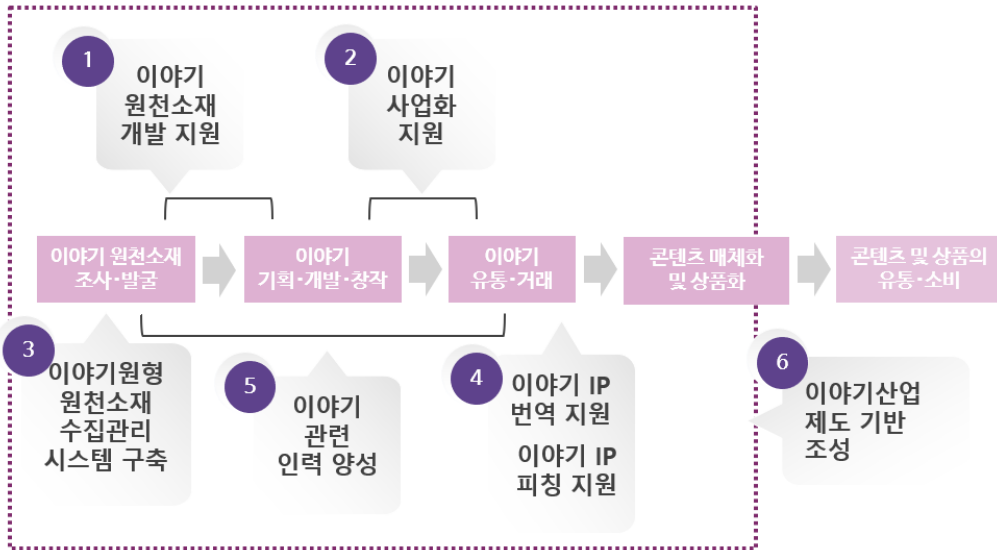 1
이야기
원천소재
개발 지원
2
이야기
사업화
지원
이야기 원천소재
조사·발굴
이야기
기획·개발·창작
이야기
유통·거래
콘텐츠 매체화
및 상품화
콘텐츠 및 상품의
유통·소비
3
이야기원형
원천소재
수집관리
시스템 구축
5
이야기
관련
인력 양성
4
이야기 IP
번역 지원
이야기 IP
피칭 지원
6
이야기산업
제도 기반
조성